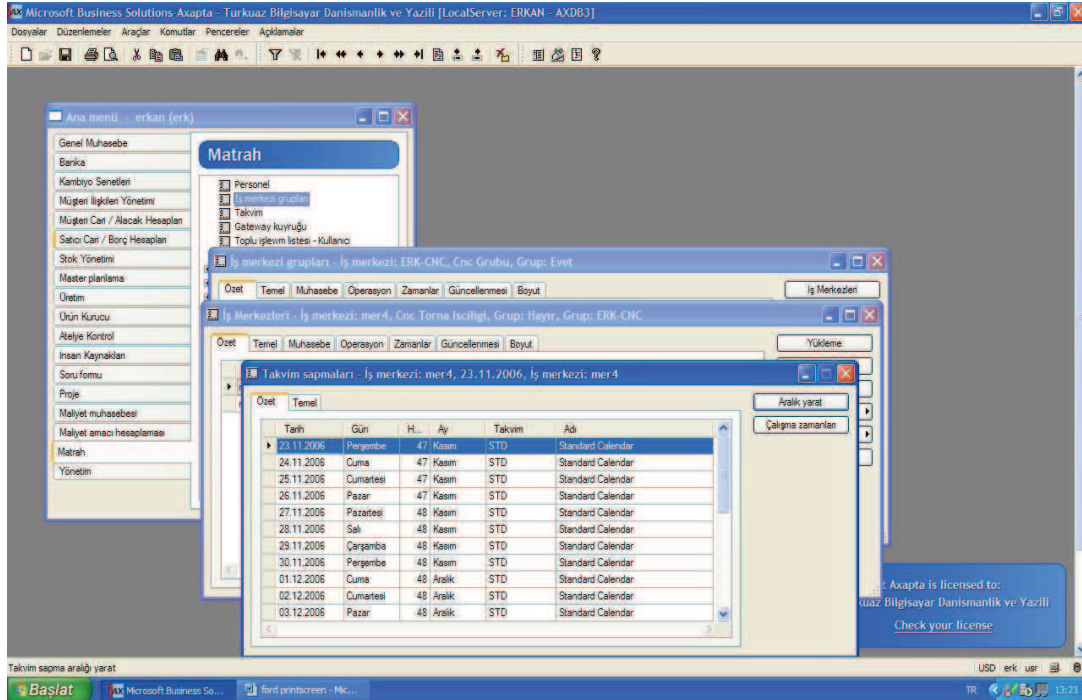 Microsoft Business Solutions-Axapta - Turkuaz Bilgisayar Danismanlik ve Yazili [LocalServer: ERKAN - AXDB3]
Dosyalar Düzenlemeler Araçlar Komutlar Pencereler Açıklamalar
Ana menü - erkan (erk)
Genel Muhasebe
Banka
Kambiyo Senetleri
Müşteri İlişkileri Yönetimi
Müşteri Cari / Alacak Hesapları
Satıcı Cari / Borç Hesapları
Stok Yönetimi
Master planlama
Üretim
Ürün Kurucu
Atelye Kontrol
İnsan Kaynakları
Soru formu
Proje
Maliyet muhasebesi
Maliyet amacı hesaplaması
Matrah
Yönetim
Matrah
Personel
İş merkezi grupları
Takvim
Gateway kuyruğu
Toplu işlewm listesi - Kullanıcı
İş merkezi grupları - İş merkezi: ERK-CNC, Cnc Grubu, Grup: Evet
Özet Temel Muhasebe Operasyon Zamanlar Güncellenmesi Boyut
İş Merkezleri
İş Merkezleri - İş merkezi: mer4, Cnc Torna Isciligi, Grup: Hayır, Grup: ERK-CNC
Özet Temel Muhasebe Operasyon Zamanlar Güncellenmesi Boyut
Yükleme
Takvim sapmaları - İş merkezi: mer4, 23.11.2006, İş merkezi: mer4
Özet Temel
Aralık yarat
Çalışma zamanları
Tarih Gün H... Ay Takvim Adı
23.11.2006 Perşembe 47 Kasım STD Standard Calendar
24.11.2006 Cuma 47 Kasım STD Standard Calendar
25.11.2006 Cumartesi 47 Kasım STD Standard Calendar
26.11.2006 Pazar 47 Kasım STD Standard Calendar
27.11.2006 Pazartesi 48 Kasım STD Standard Calendar
28.11.2006 Salı 48 Kasım STD Standard Calendar
29.11.2006 Çarşamba 48 Kasım STD Standard Calendar
30.11.2006 Perşembe 48 Kasım STD Standard Calendar
01.12.2006 Cuma 48 Aralık STD Standard Calendar
02.12.2006 Cumartesi 48 Aralık STD Standard Calendar
03.12.2006 Pazar 48 Aralık STD Standard Calendar
Axapta is licensed to:
Bilgisayar Danismanlik ve Yazili
Check your license
Takvim sapma aralığı yarat
USD erk usr
Başlat
Microsoft Business So...
ford printscreen - Mic...
TR
13:23